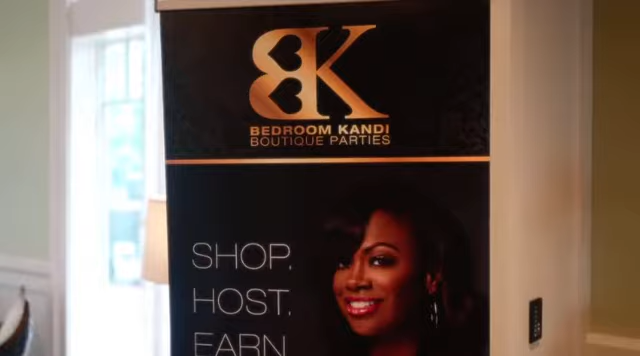 BK
BEDROOM KANDI
BOUTIQUE PARTIES
SHOP.
HOST.
EARN